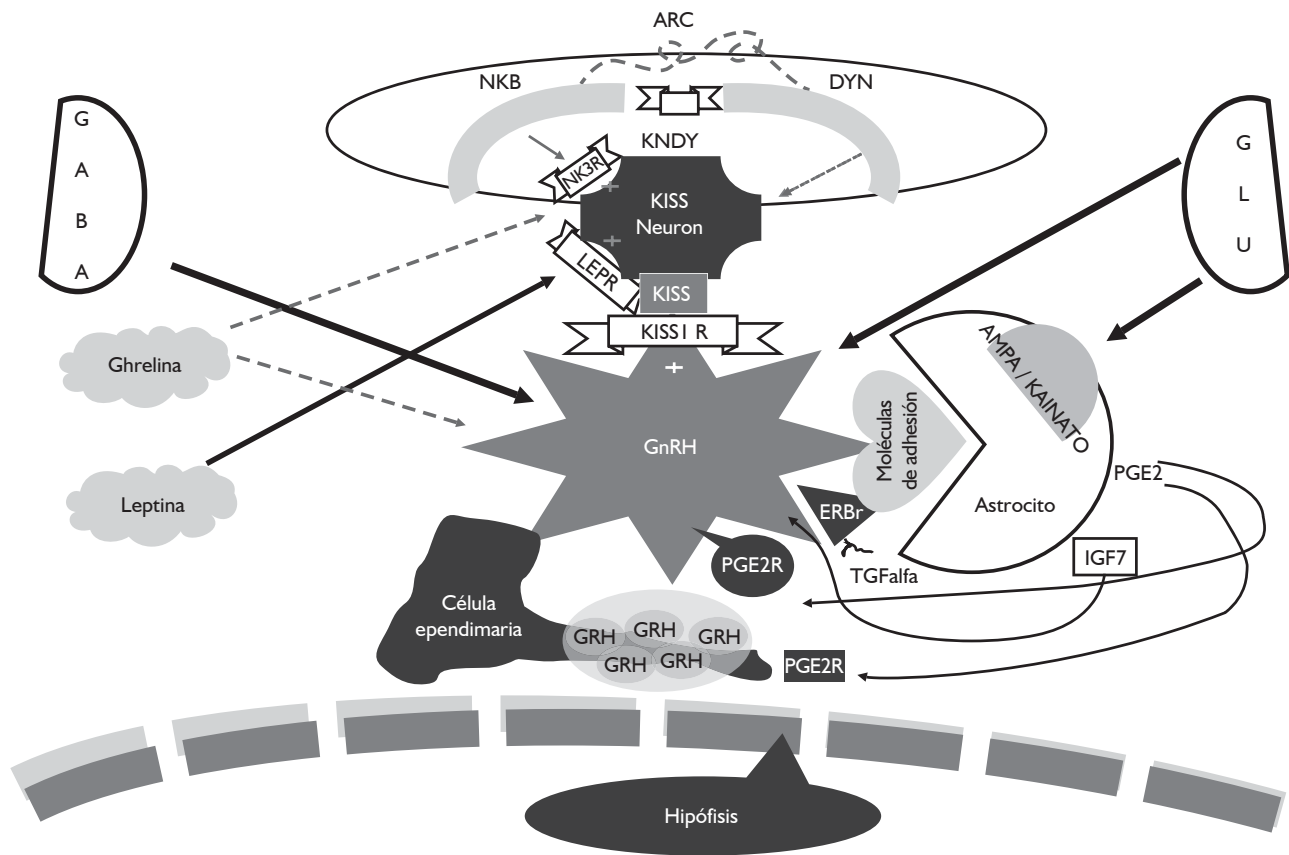 ARC
NKB
DYN
G
A
B
A
G
L
U
KNDY
NK3R
KISS
Neuron
LEPR
KISS
KISS1 R
Ghrelina
Leptina
GnRH
AMPA / KAINATO
Moléculas
de adhesión
Astrocito
PGE2
ERBr
TGFalfa
IGF7
PGE2R
Célula
ependimaria
GRH
GRH
GRH
GRH
GRH
PGE2R
Hipófisis